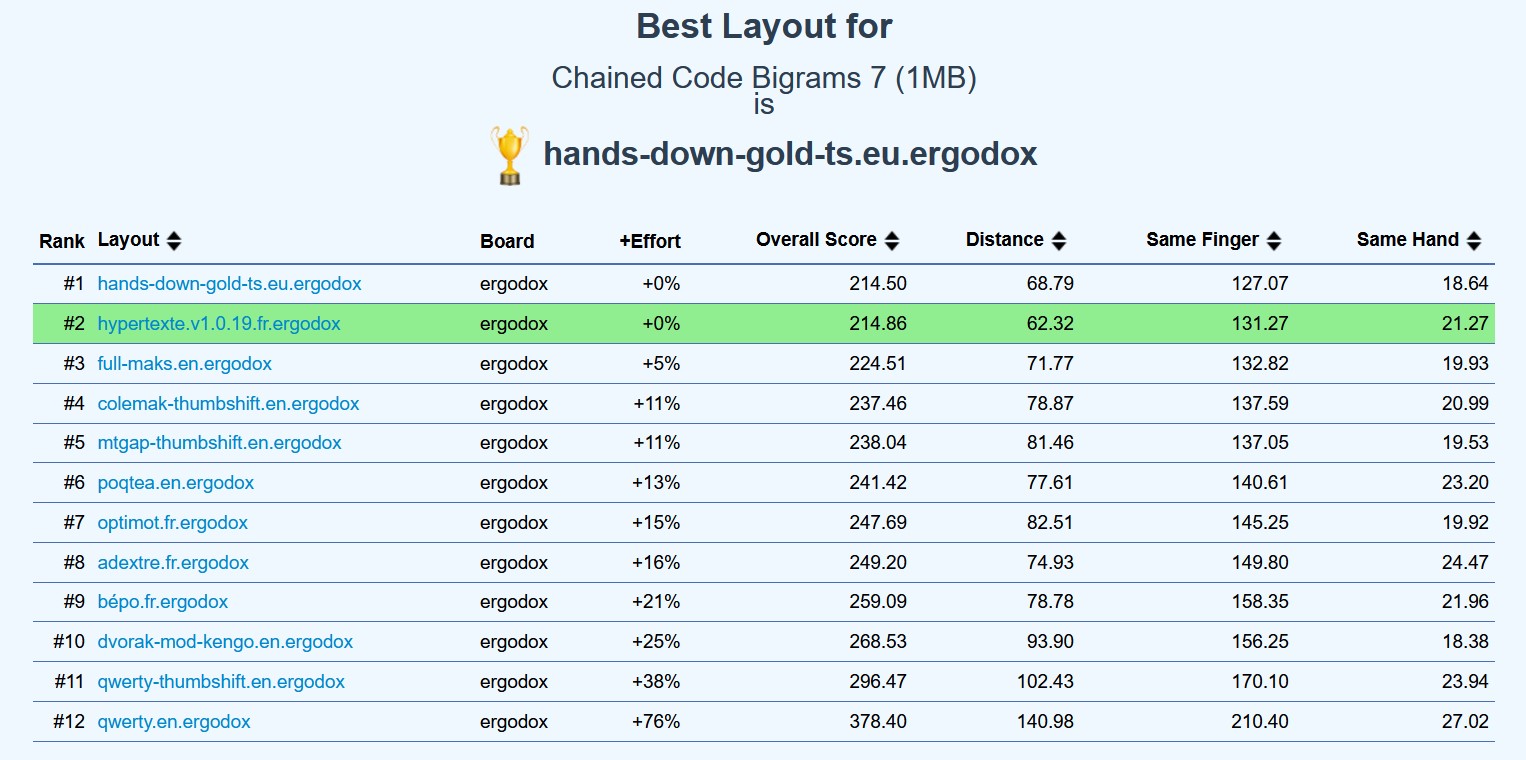 Best Layout for
Chained Code Bigrams 7 (1MB)
is
hands-down-gold-ts.eu.ergodox
Rank Layout Board +Effort Overall Score Distance Same Finger Same Hand
#1 hands-down-gold-ts.eu.ergodox ergodox +0% 214.50 68.79 127.07 18.64
#2 hypertexte.v1.0.19.fr.ergodox ergodox +0% 214.86 62.32 131.27 21.27
#3 full-maks.en.ergodox ergodox +5% 224.51 71.77 132.82 19.93
#4 colemak-thumbshift.en.ergodox ergodox +11% 237.46 78.87 137.59 20.99
#5 mtgap-thumbshift.en.ergodox ergodox +11% 238.04 81.46 137.05 19.53
#6 poqtea.en.ergodox ergodox +13% 241.42 77.61 140.61 23.20
#7 optimot.fr.ergodox ergodox +15% 247.69 82.51 145.25 19.92
#8 adextre.fr.ergodox ergodox +16% 249.20 74.93 149.80 24.47
#9 bépo.fr.ergodox ergodox +21% 259.09 78.78 158.35 21.96
#10 dvorak-mod-kengo.en.ergodox ergodox +25% 268.53 93.90 156.25 18.38
#11 qwerty-thumbshift.en.ergodox ergodox +38% 296.47 102.43 170.10 23.94
#12 qwerty.en.ergodox ergodox +76% 378.40 140.98 210.40 27.02